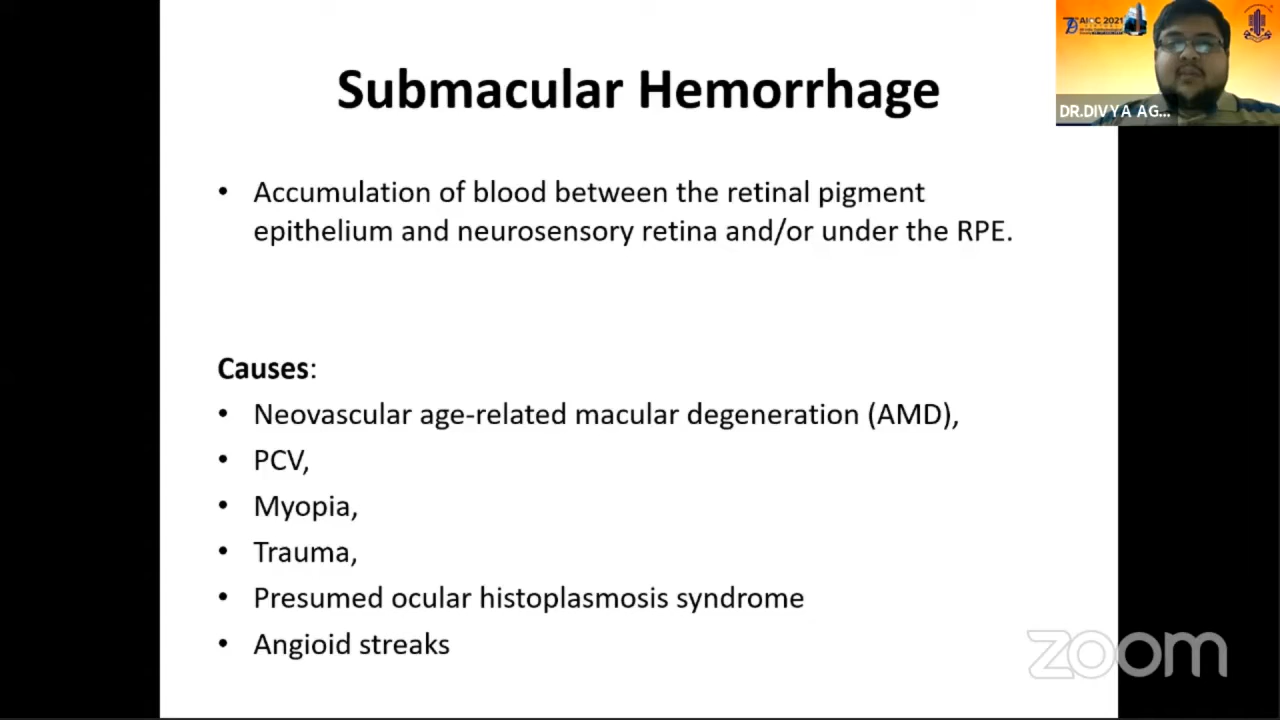 Submacular Hemorrhage
• Accumulation of blood between the retinal pigment
epithelium and neurosensory retina and/or under the RPE.
Causes:
• Neovascular age-related macular degeneration (AMD),
• PCV,
• Myopia,
• Trauma,
• Presumed ocular histoplasmosis syndrome
• Angioid streaks
AIOC 2021
DR.DIVYA AG...
zoom